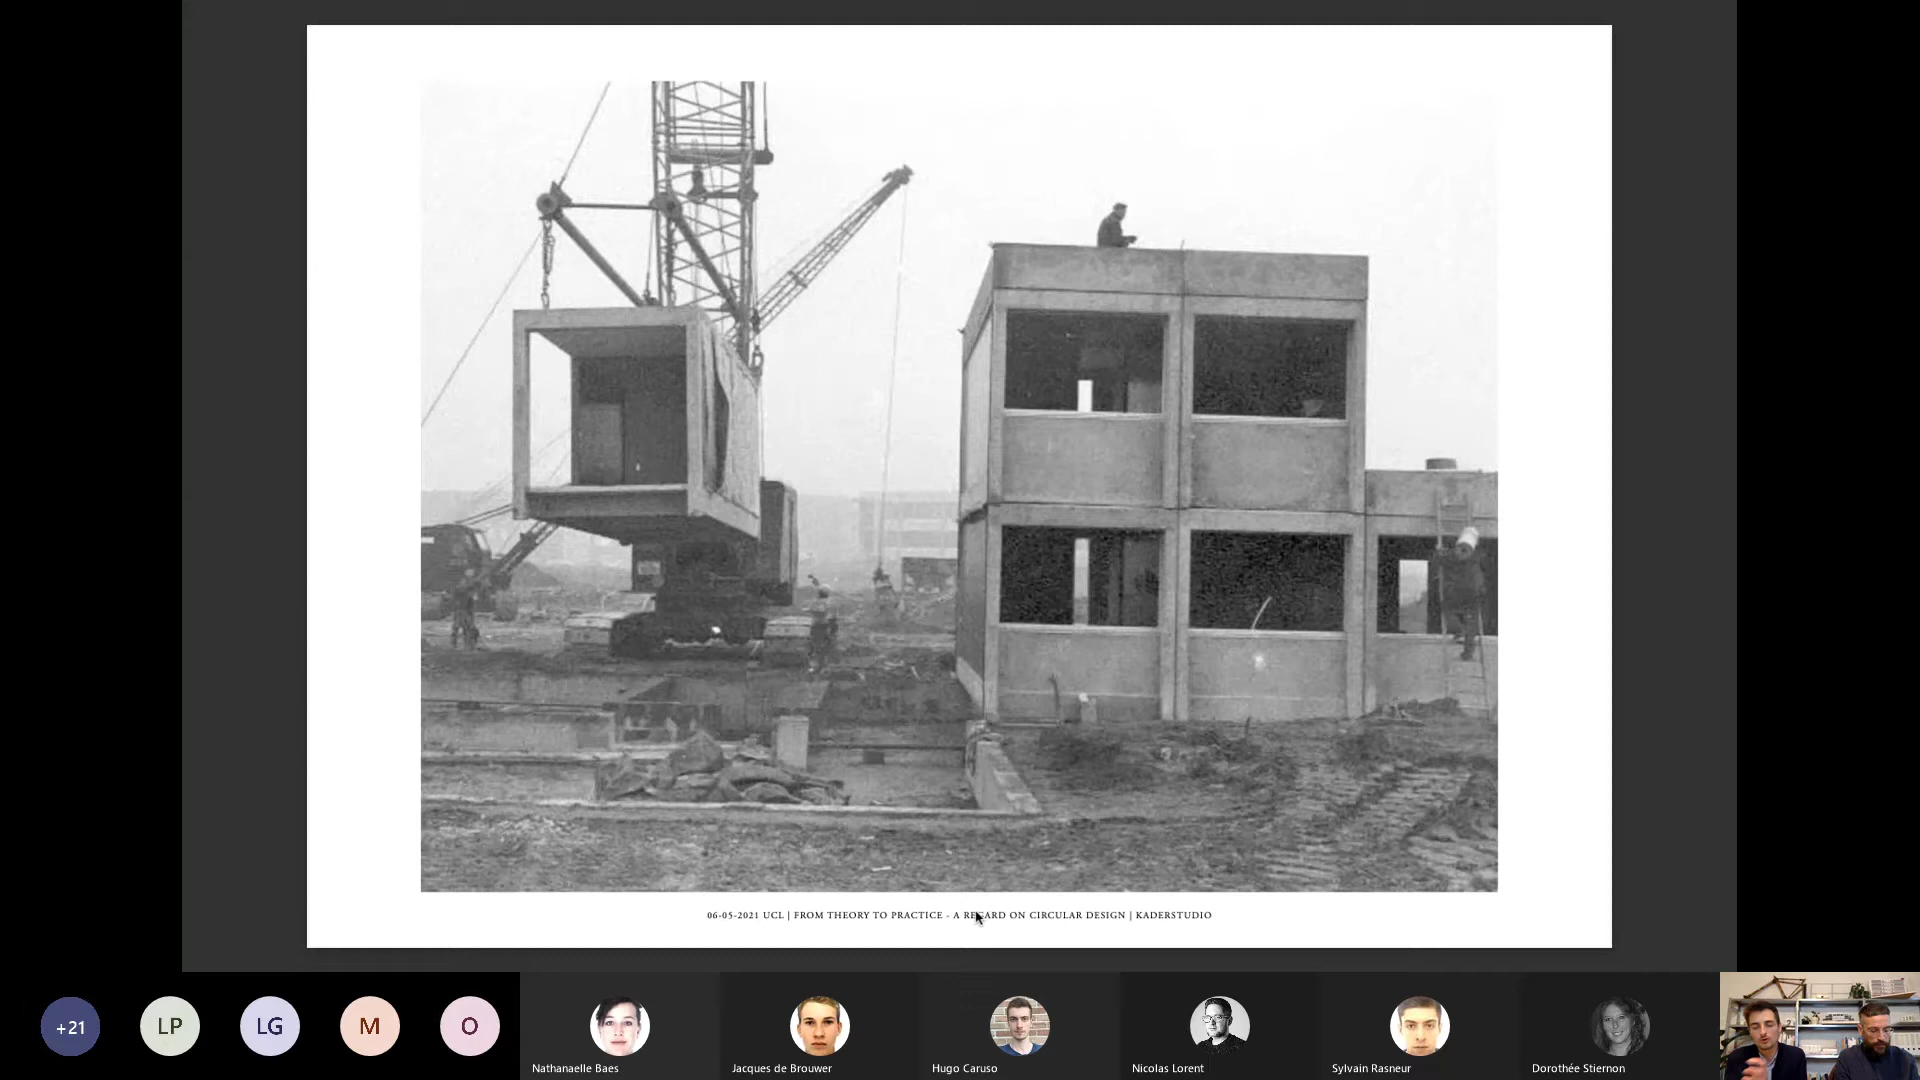 06-05-2021 UCL | FROM THEORY TO PRACTICE - A REGARD ON CIRCULAR DESIGN | KADERSTUDIO
+21
LP
LG
M
O
Nathanaelle Baes
Jacques de Brouwer
Hugo Caruso
Nicolas Lorent
Sylvain Rasneur
Dorothée Stiernon